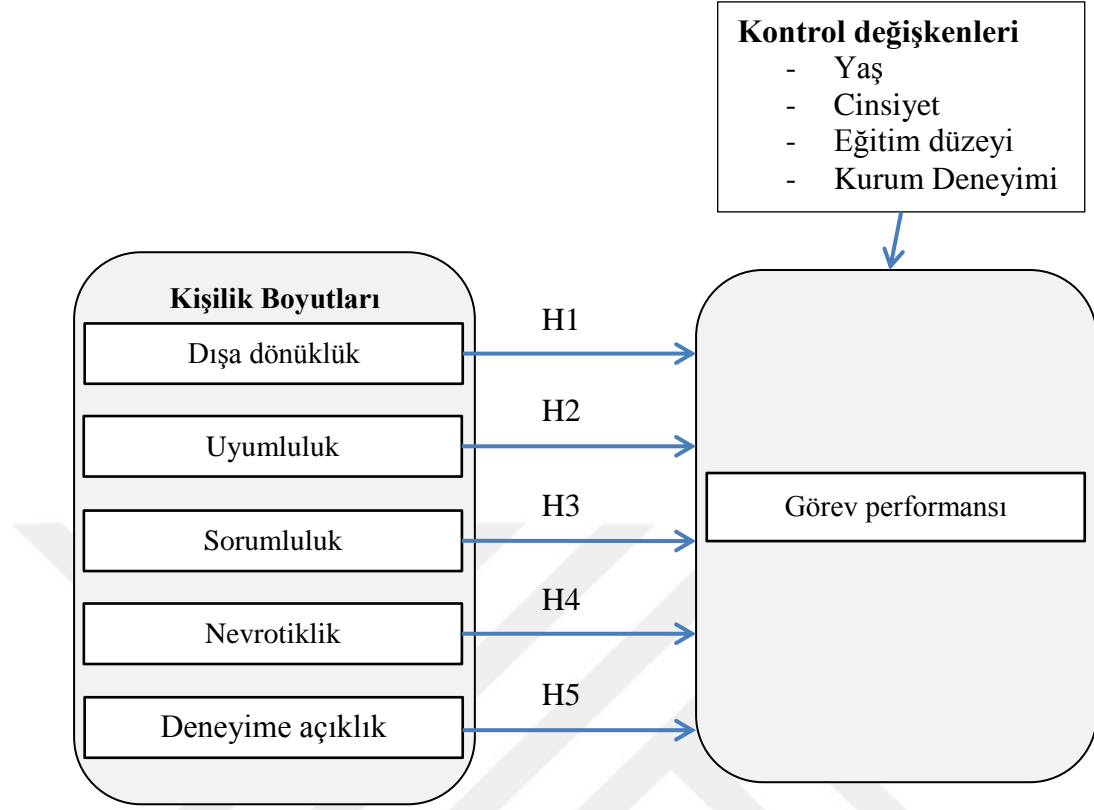 Kontrol değişkenleri
- Yaş
- Cinsiyet
- Eğitim düzeyi
- Kurum Deneyimi
Kişilik Boyutları
Dışa dönüklük
H1
Uyumluluk
H2
Sorumluluk
H3
Nevrotiklik
H4
Deneyime açıklık
H5
Görev performansı